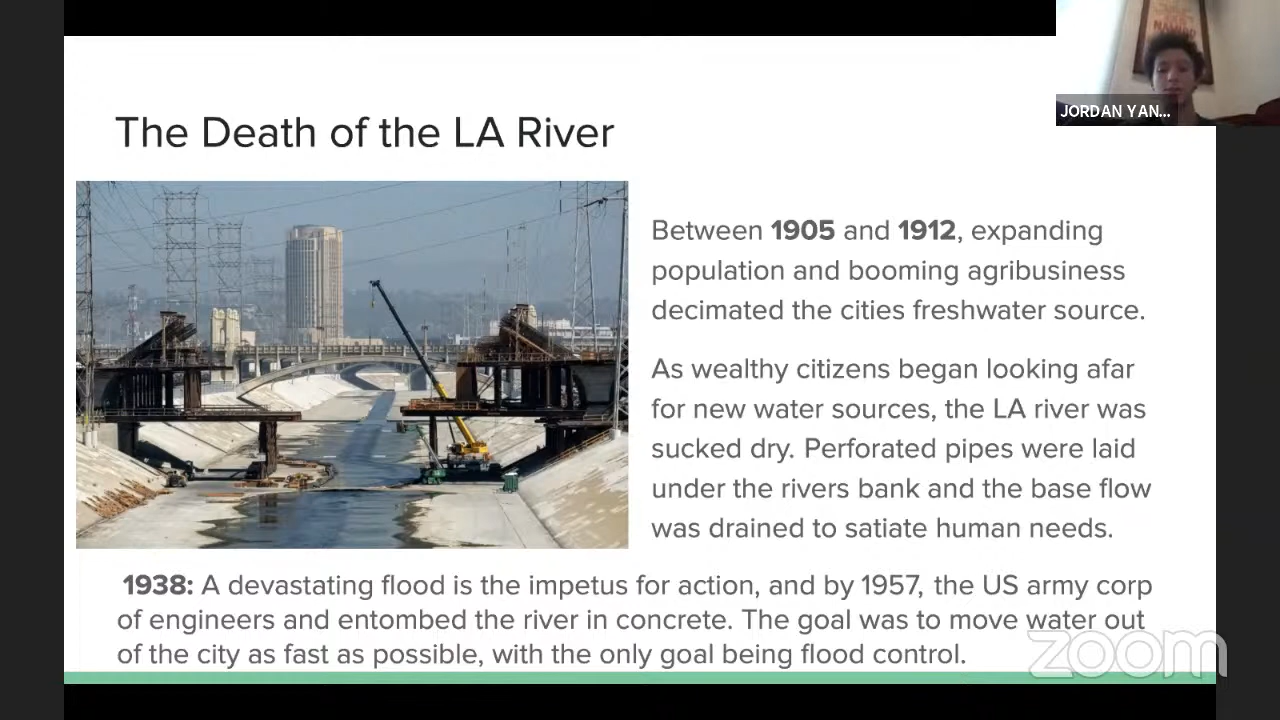 The Death of the LA River
JORDAN YAN...
Between 1905 and 1912, expanding
population and booming agribusiness
decimated the cities freshwater source.
As wealthy citizens began looking afar
for new water sources, the LA river was
sucked dry. Perforated pipes were laid
under the rivers bank and the base flow
was drained to satiate human needs.
1938: A devastating flood is the impetus for action, and by 1957, the US army corp
of engineers and entombed the river in concrete. The goal was to move water out
of the city as fast as possible, with the only goal being flood control.
zoom